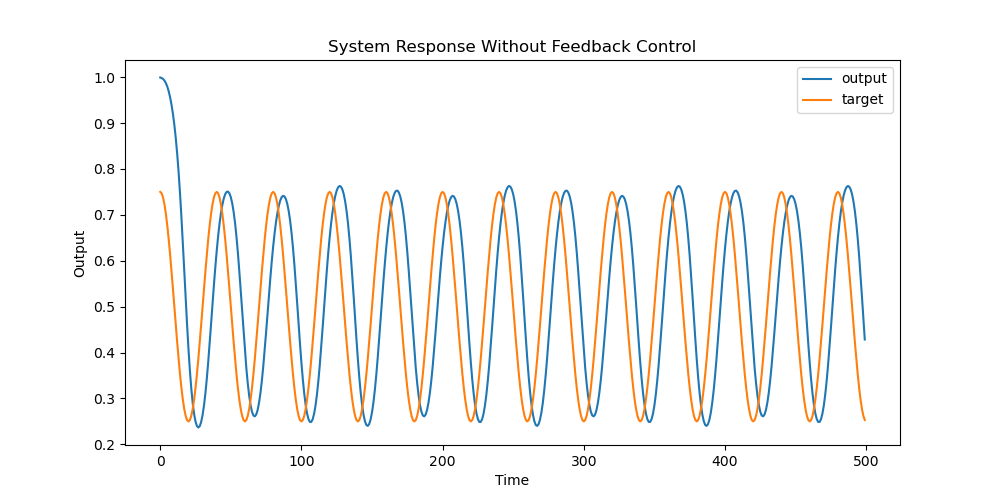 System Response Without Feedback Control
output
target
Output
1.0
0.9
0.8
0.7
0.6
0.5
0.4
0.3
0.2
0 100 200 300 400 500
Time